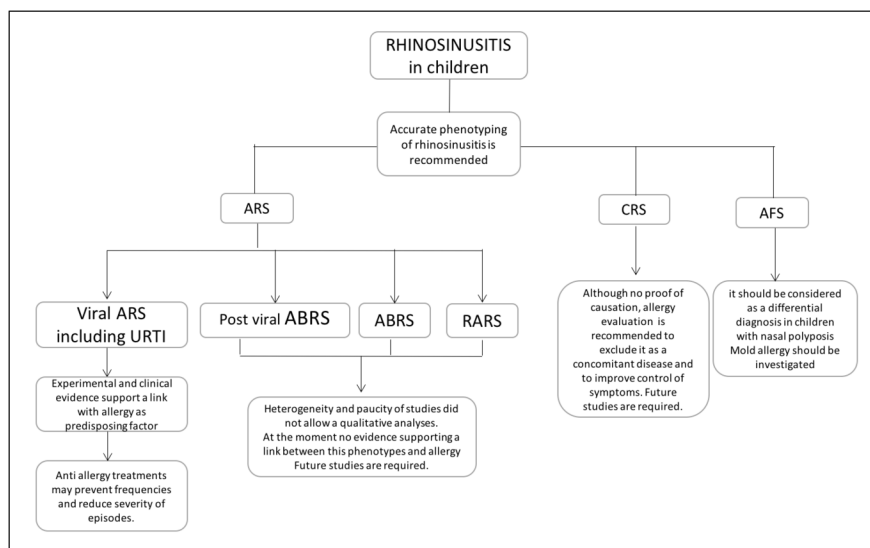 RHINOSINUSITIS
in children
Accurate phenotyping
of rhinosinusitis is
recommended
ARS
CRS
AFS
Viral ARS
including URTI
Post viral ABRS
ABRS
RARS
Experimental and clinical
evidence support a link
with allergy as
predisposing factor
Anti allergy treatments
may prevent frequencies
and reduce severity of
episodes.
Heterogeneity and paucity of studies did
not allow a qualitative analyses.
At the moment no evidence supporting a
link between this phenotypes and allergy
Future studies are required.
Although no proof of
causation, allergy
evaluation is
recommended to
exclude it as a
concomitant disease and
to improve control of
symptoms. Future
studies are required.
it should be considered
as a differential
diagnosis in children
with nasal polyposis
Mold allergy should be
investigated